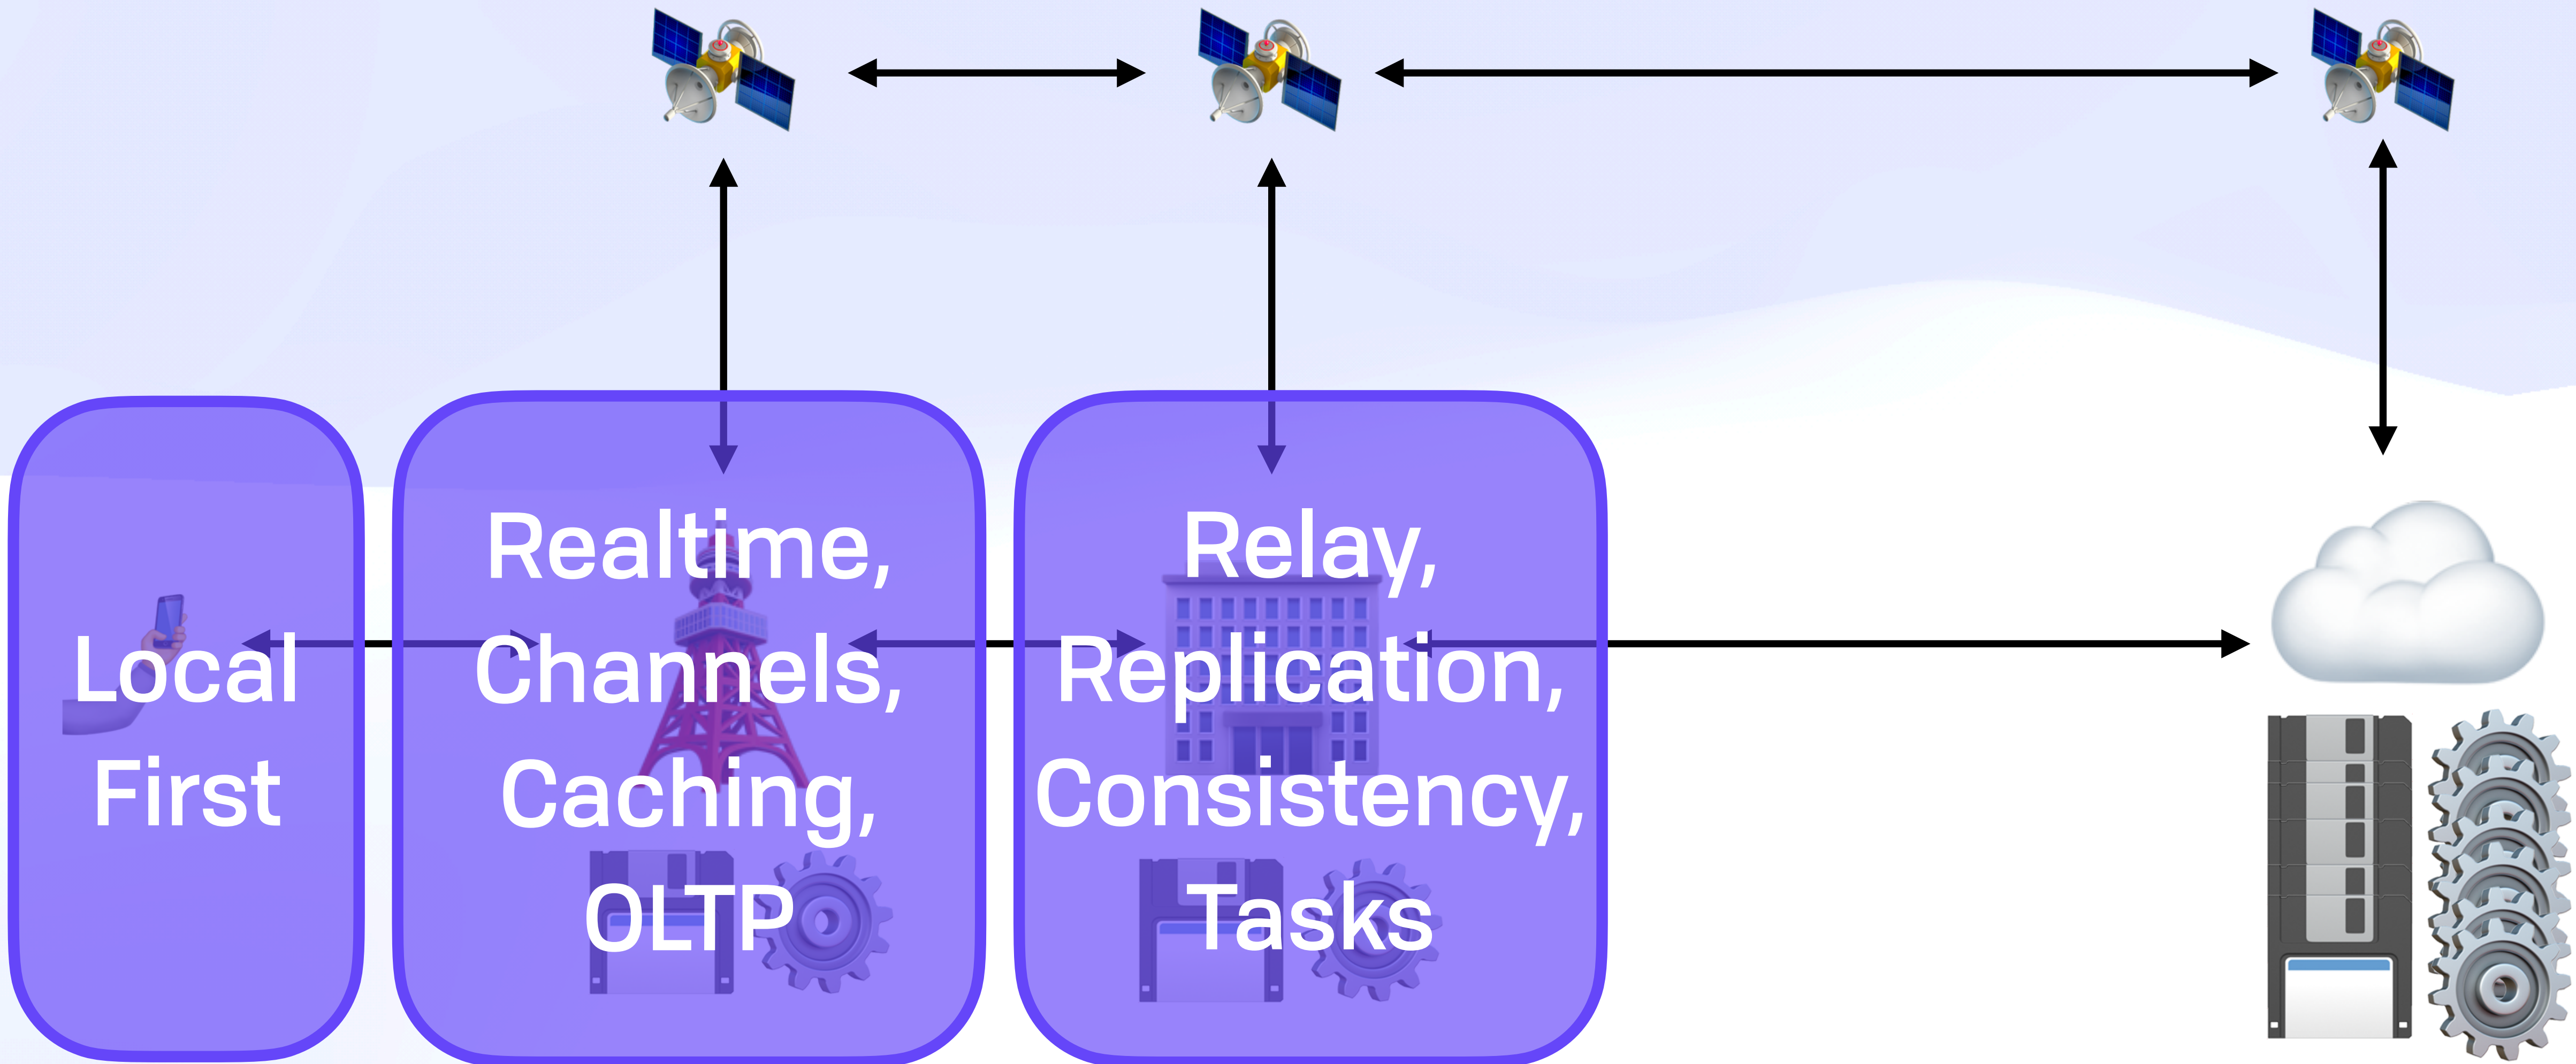 Local
First
Realtime,
Channels,
Caching,
OLTP
Relay,
Replication,
Consistency,
Tasks